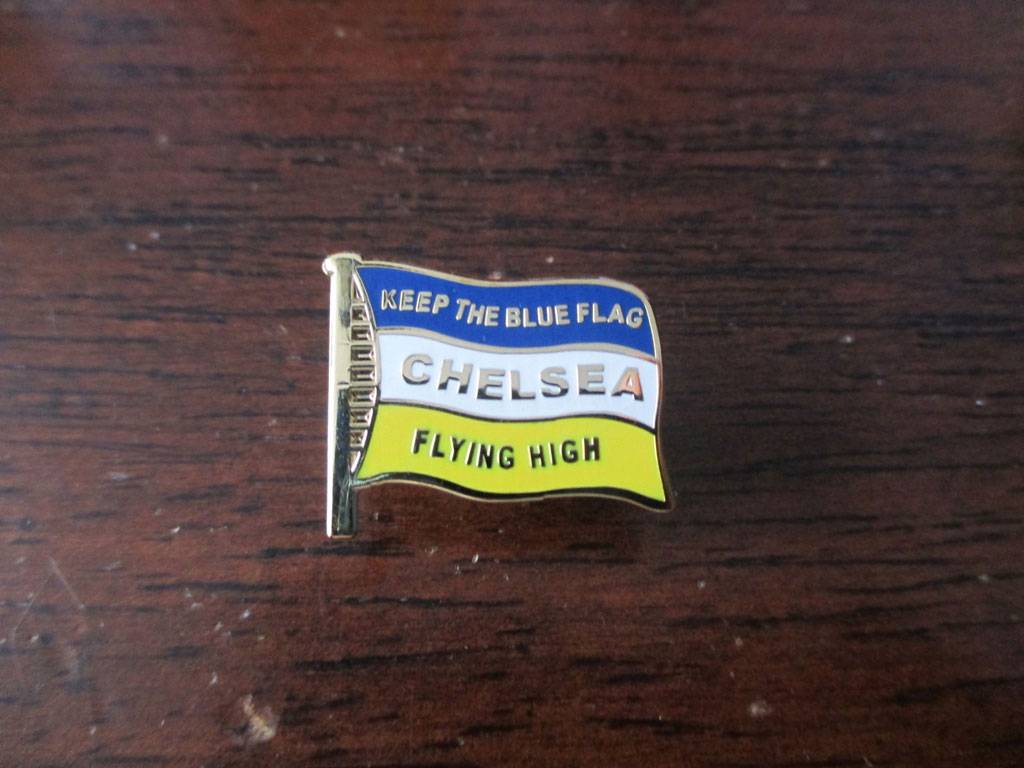 KEEP THE BLUE FLAG
CHELSEA
FLYING HIGH